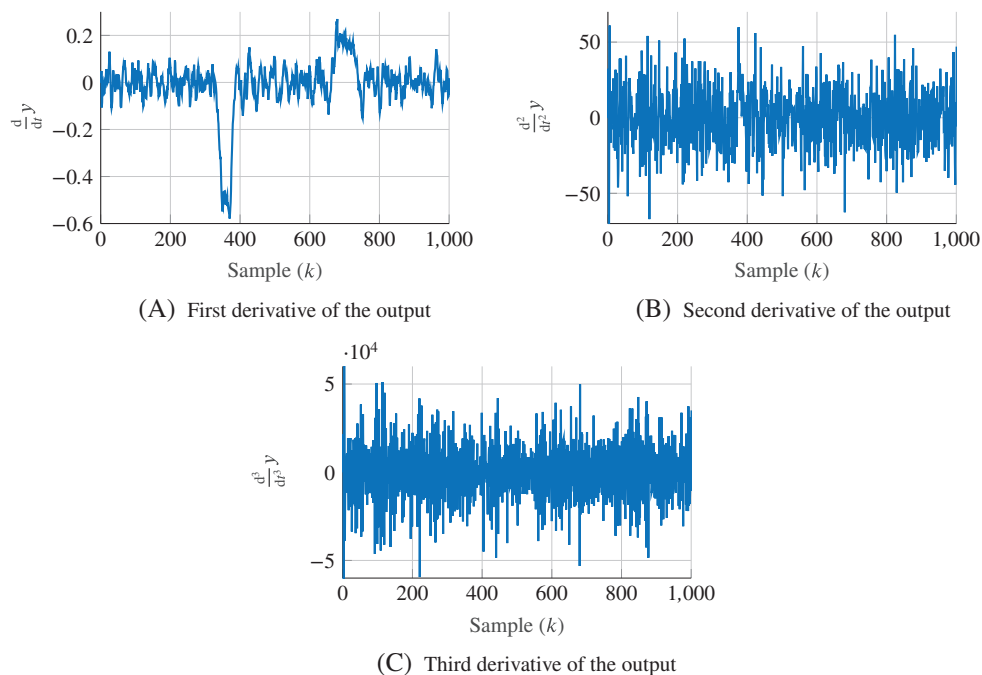 0.2
0
−0.2
−0.4
−0.6
d/dt y
0 200 400 600 800 1,000
Sample (k)
(A) First derivative of the output
50
0
−50
d²/dt² y
0 200 400 600 800 1,000
Sample (k)
(B) Second derivative of the output
·10⁴
5
0
−5
d³/dt³ y
0 200 400 600 800 1,000
Sample (k)
(C) Third derivative of the output